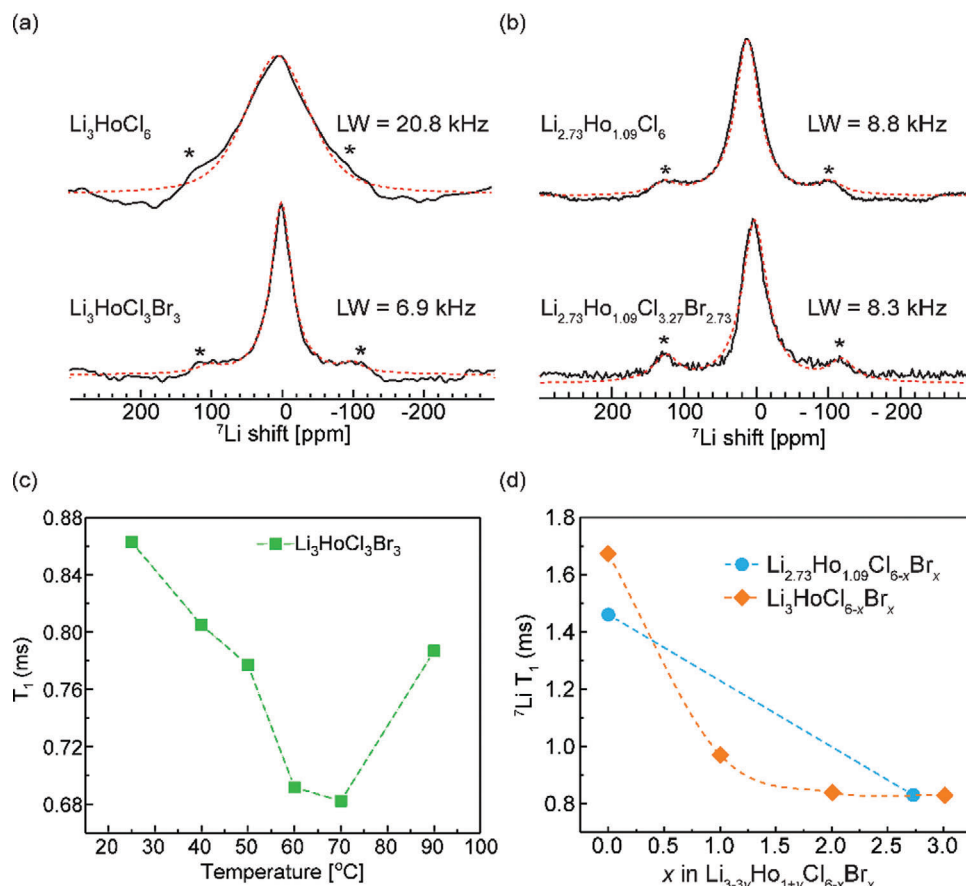 (a)
Li₃HoCl₆
LW = 20.8 kHz
*
*
Li₃HoCl₃Br₃
LW = 6.9 kHz
*
*
200 100 0 -100 -200
⁷Li shift [ppm]
(b)
Li₂.₇₃Ho₁.₀₉Cl₆
LW = 8.8 kHz
*
*
Li₂.₇₃Ho₁.₀₉Cl₃.₂₇Br₂.₇₃
LW = 8.3 kHz
*
*
200 100 0 - 100 - 200
⁷Li shift [ppm]
(c)
0.88
0.84
0.80
0.76
0.72
0.68
T₁ (ms)
Li₃HoCl₃Br₃
20 30 40 50 60 70 80 90 100
Temperature [°C]
(d)
1.8
1.6
1.4
1.2
1.0
0.8
⁷Li T₁ (ms)
Li₂.₇₃Ho₁.₀₉Cl₆₋ₓBrₓ
Li₃HoCl₆₋ₓBrₓ
0.0 0.5 1.0 1.5 2.0 2.5 3.0
x in Li₃₋₃ᵧHo₁₊ᵧCl₆₋ₓBrₓ